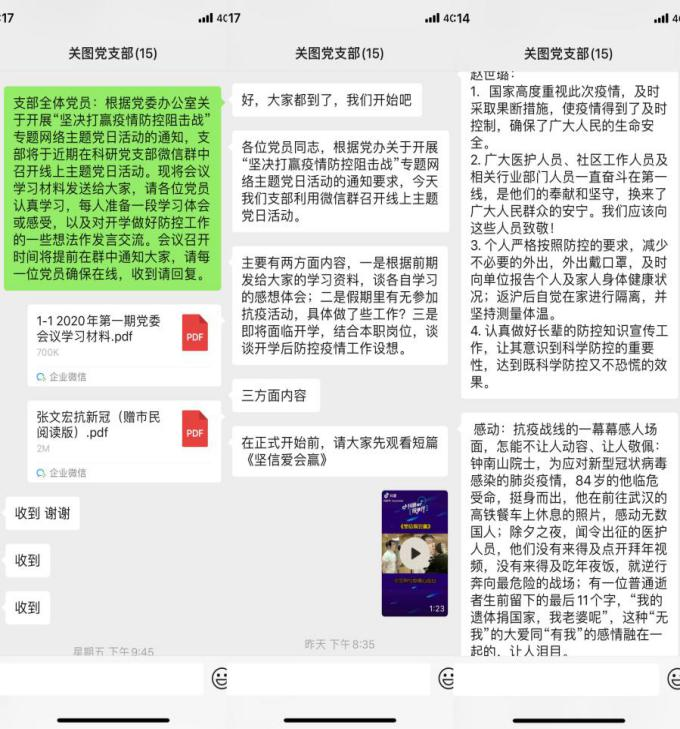 :17
4G
关图党支部(15)
支部全体党员：根据党委办公室关
于开展“坚决打赢疫情防控阻击战”
专题网络主题党日活动的通知，支
部将于近期在科研党支部微信群中
召开线上主题党日活动。现将会议
学习材料发送给大家，请各位党员
认真学习，每人准备一段学习体会
或感受，以及对开学做好防控工作
的一些想法作发言交流。会议召开
时间将提前在群中通知大家，请每
一位党员确保在线，收到请回复。
1-1 2020年第一期党委
会议学习材料.pdf
700K
PDF
企业微信
张文宏抗新冠（赠市民
阅读版）.pdf
2M
PDF
企业微信
收到 谢谢
收到
收到
星期五 下午9:45
17
4G
关图党支部(15)
好，大家都到了，我们开始吧
各位党员同志，根据党办关于开展
“坚决打赢疫情防控阻击战”专题网
络主题党日活动的通知要求，今天
我们支部利用微信群召开线上主题
党日活动。
主要有两方面内容，一是根据前期
发给大家的学习资料，谈各自学习
的感想体会；二是假期里有无参加
抗疫活动，具体做了些工作？三是
即将面临开学，结合本职岗位，谈
谈开学后防控疫情工作设想。
三方面内容
在正式开始前，请大家先观看短篇
《坚信爱会赢》
《坚信爱会赢》
1:23
昨天 下午8:35
:14
4
关图党支部(15)
赵世璐：
1. 国家高度重视此次疫情，及时
采取果断措施，使疫情得到了及时
控制，确保了广大人民的生命安
全。
2. 广大医护人员、社区工作人员及
相关行业部门人员一直奋斗在第一
线，是他们的奉献和坚守，换来了
广大人民群众的安宁。我们应该向
这些人员致敬！
3. 个人严格按照防控的要求，减少
不必要的外出，外出戴口罩，及时
向单位报告个人及家人身体健康状
况；返沪后自觉在家进行隔离，并
坚持测量体温。
4. 认真做好长辈的防控知识宣传工
作，让其意识到科学防控的重要
性，达到既科学防控又不恐慌的效
果。
感动：抗疫战线的一幕幕感人场
面，怎能不让人动容、让人敬佩：
钟南山院士，为应对新型冠状病毒
感染的肺炎疫情，84岁的他临危
受命，挺身而出，他在前往武汉的
高铁餐车上休息的照片，感动无数
国人；除夕之夜，闻令出征的医护
人员，他们没有来得及点开拜年视
频，没有来得及吃年夜饭，就逆行
奔向最危险的战场；有一位普通逝
者生前留下的最后11个字，“我的
遗体捐国家，我老婆呢”，这种“无
我”的大爱同“有我”的感情融在一
起的，让人泪目。